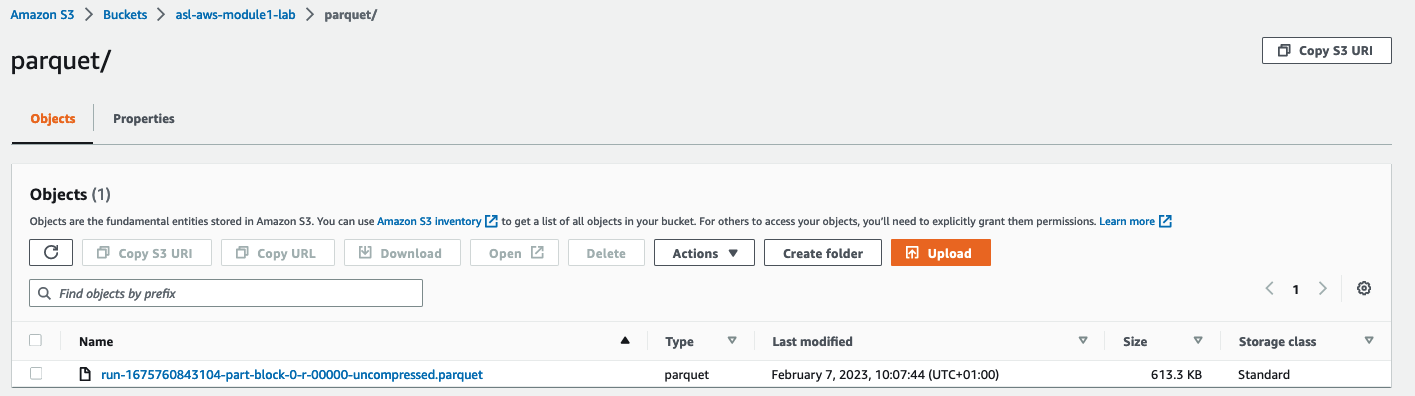 Amazon S3 > Buckets > asl-aws-module1-lab > parquet/
parquet/
Copy S3 URI
Objects Properties
Objects (1)
Objects are the fundamental entities stored in Amazon S3. You can use Amazon S3 inventory to get a list of all objects in your bucket. For others to access your objects, you'll need to explicitly grant them permissions. Learn more
Copy S3 URI Copy URL Download Open Delete Actions Create folder Upload
Find objects by prefix
< 1 >
Name Type Last modified Size Storage class
run-1675760843104-part-block-0-r-00000-uncompressed.parquet parquet February 7, 2023, 10:07:44 (UTC+01:00) 613.3 KB Standard